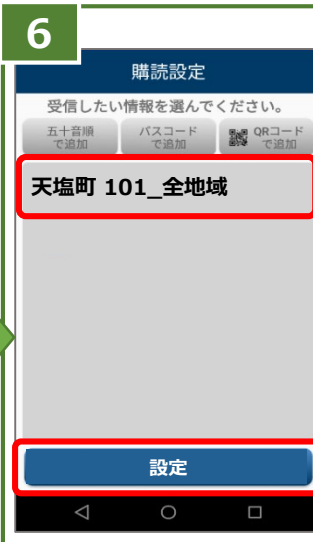 6
購読設定
受信したい情報を選んでください。
五十音順
で追加
パスコード
で追加
QRコード
で追加
天塩町 101_全地域
設定